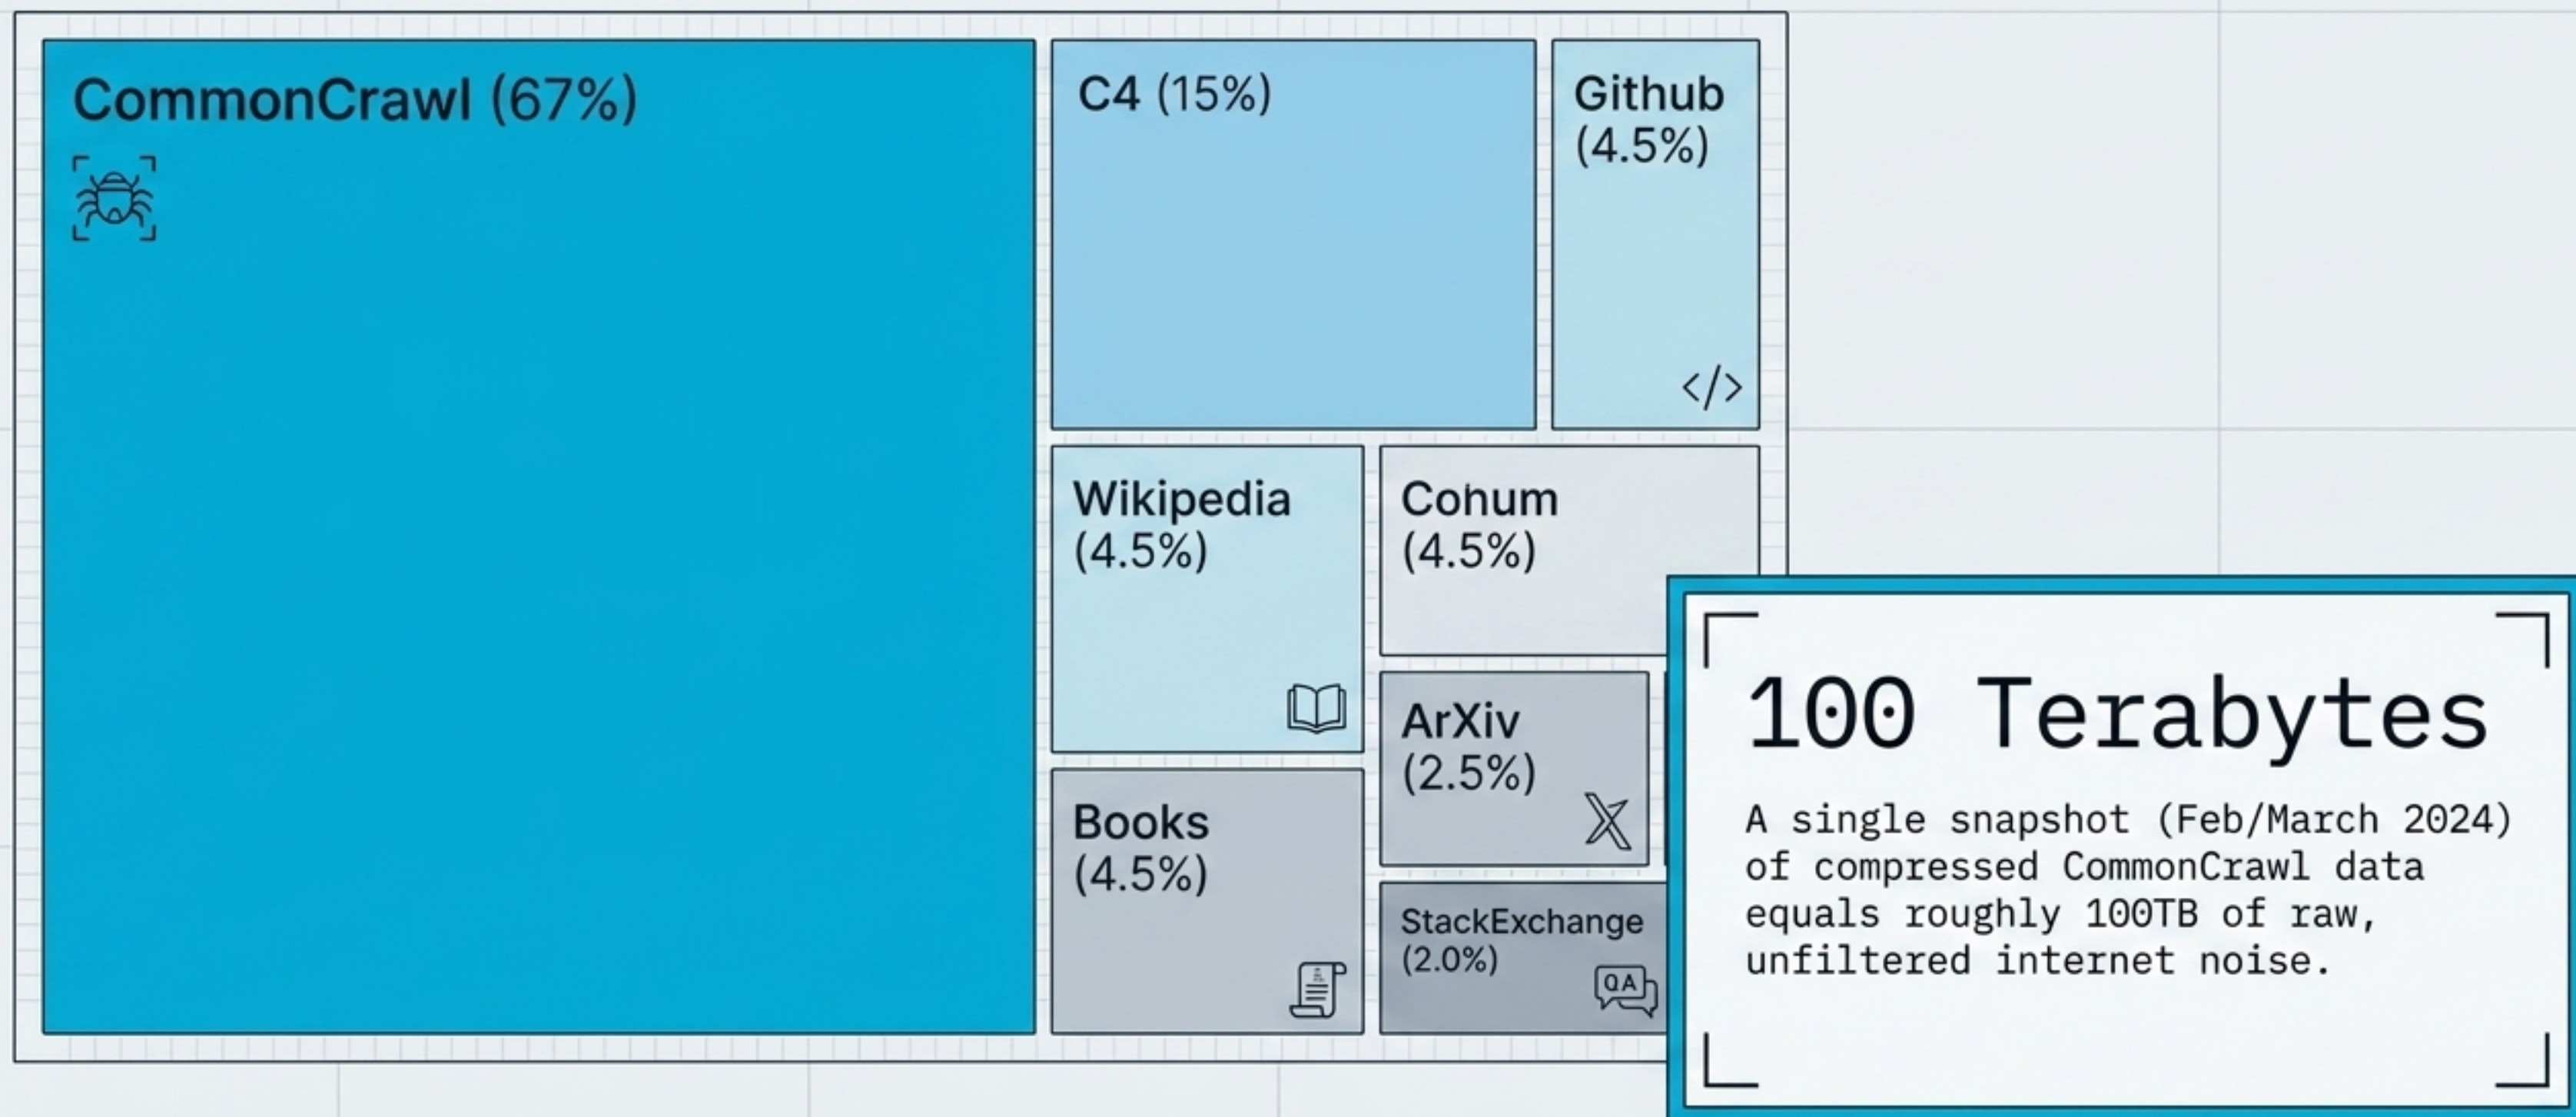 CommonCrawl (67%)
C4 (15%)
Github
(4.5%)
</>
Wikipedia
(4.5%)
Cohum
(4.5%)
Books
(4.5%)
ArXiv
(2.5%)
StackExchange
(2.0%)
QA
100 Terabytes
A single snapshot (Feb/March 2024)
of compressed CommonCrawl data
equals roughly 100TB of raw,
unfiltered internet noise.